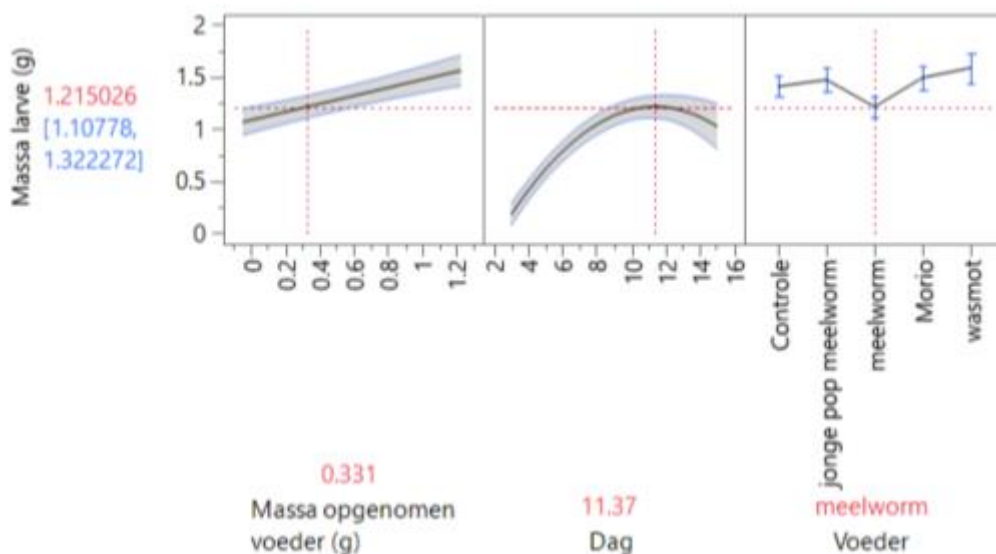 Massa larve (g)
1.215026
[1.10778,
1.322272]
2
1.5
1
0.5
0
0
0.2
0.4
0.6
0.8
1
1.2
2
4
6
8
10
12
14
16
Controle
jonge pop meelworm
meelworm
Morio
wasmot
0.331
Massa opgenomen
voeder (g)
11.37
Dag
meelworm
Voeder